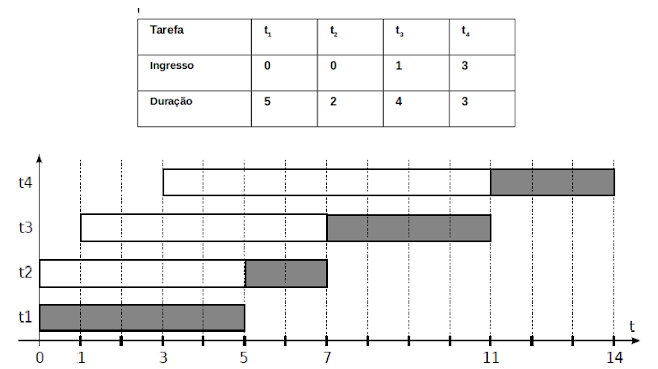 Tarefa t₁ t₂ t₃ t₄
Ingresso 0 0 1 3
Duração 5 2 4 3
t4
t3
t2
t1
t
0 1 3 5 7 11 14